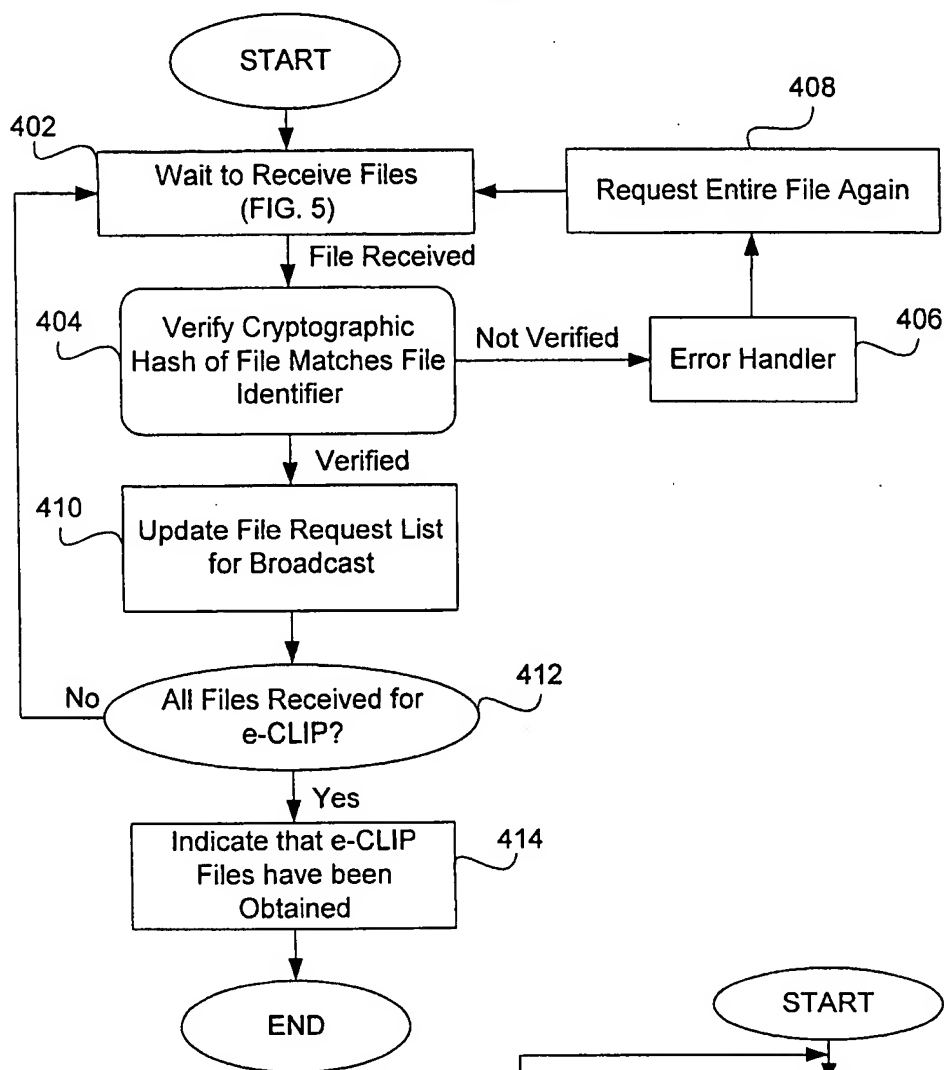 START
408
402
Wait to Receive Files
(FIG. 5)
Request Entire File Again
File Received
404
Verify Cryptographic
Hash of File Matches File
Identifier
Not Verified
Error Handler
406
Verified
410
Update File Request List
for Broadcast
No
All Files Received for
e-CLIP?
412
Yes
Indicate that e-CLIP
Files have been
Obtained
414
END
START